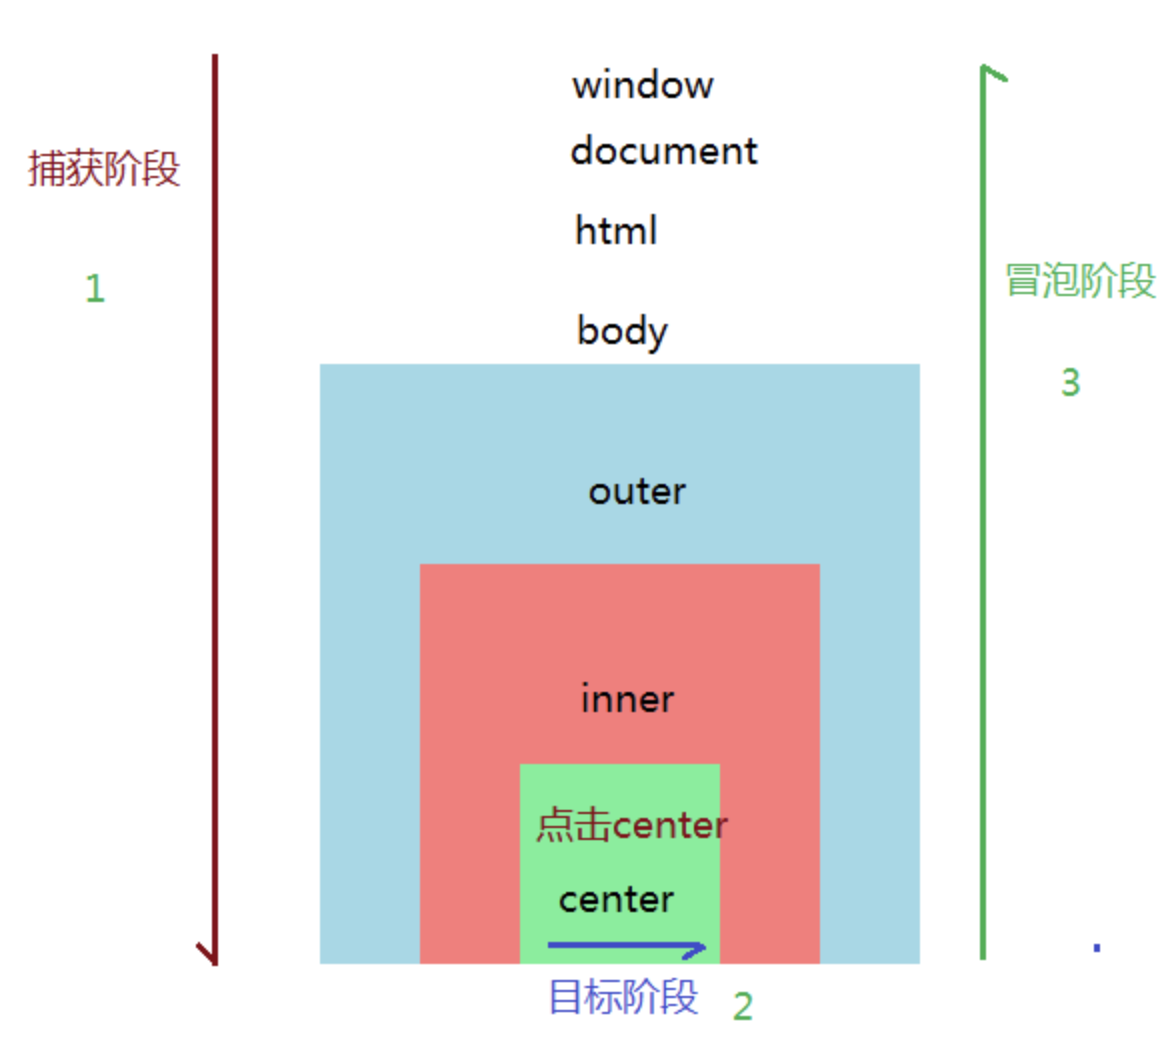 window
document
捕获阶段
html
冒泡阶段
1
body
3
outer
inner
点击center
center
目标阶段 2